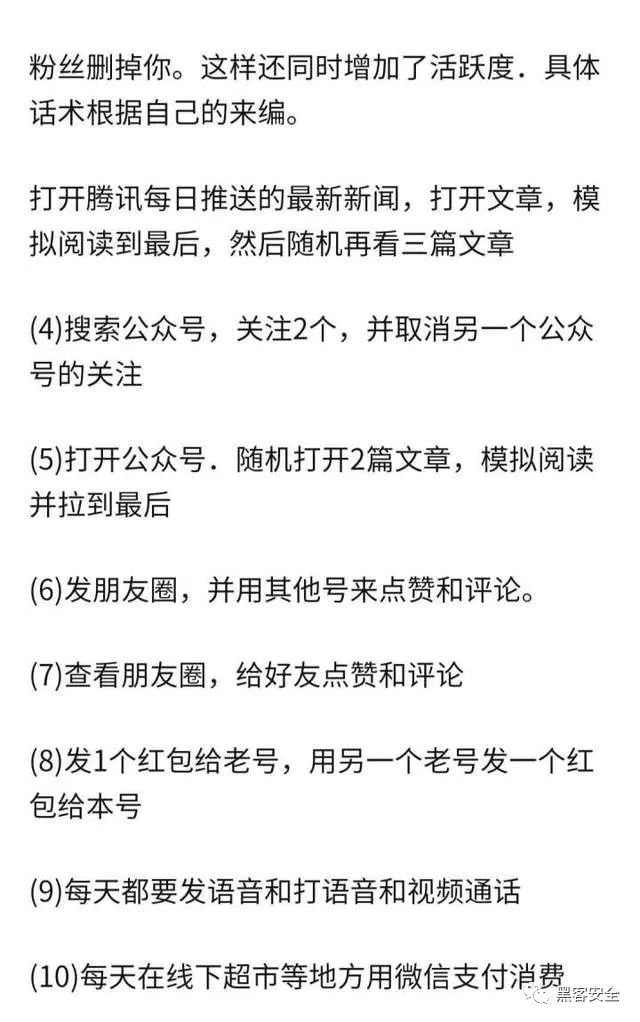 粉丝删掉你。这样还同时增加了活跃度．具体
话术根据自己的来编。
打开腾讯每日推送的最新新闻，打开文章，模
拟阅读到最后，然后随机再看三篇文章
(4)搜索公众号，关注2个，并取消另一个公众
号的关注
(5)打开公众号．随机打开2篇文章，模拟阅读
并拉到最后
(6)发朋友圈，并用其他号来点赞和评论。
(7)查看朋友圈，给好友点赞和评论
(8)发1个红包给老号，用另一个老号发一个红
包给本号
(9)每天都要发语音和打语音和视频通话
(10)每天在线下超市等地方用微信支付消费
黑客安全